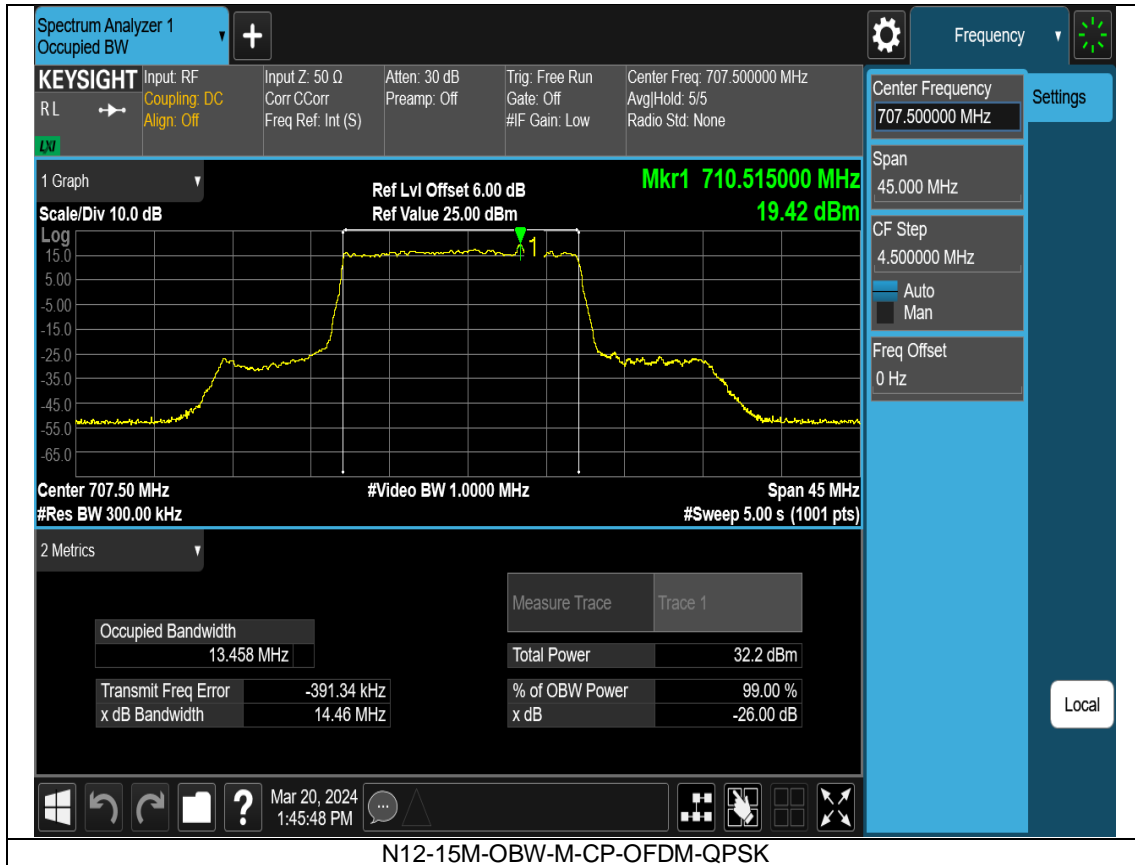 Spectrum Analyzer 1
Occupied BW
+
Frequency
KEYSIGHT
R L
LXI
Input: RF
Coupling: DC
Align: Off
Input Z: 50 Ω
Corr CCorr
Freq Ref: Int (S)
Atten: 30 dB
Preamp: Off
Trig: Free Run
Gate: Off
#IF Gain: Low
Center Freq: 707.500000 MHz
Avg|Hold: 5/5
Radio Std: None
Center Frequency
707.500000 MHz
Settings
Span
45.000 MHz
CF Step
4.500000 MHz
Auto
Man
Freq Offset
0 Hz
Local
1 Graph
Scale/Div 10.0 dB
Ref Lvl Offset 6.00 dB
Ref Value 25.00 dBm
Mkr1 710.515000 MHz
19.42 dBm
Log
15.0
5.00
-5.00
-15.0
-25.0
-35.0
-45.0
-55.0
-65.0
1
Center 707.50 MHz
#Video BW 1.0000 MHz
Span 45 MHz
#Res BW 300.00 kHz
#Sweep 5.00 s (1001 pts)
2 Metrics
Measure Trace Trace 1
Occupied Bandwidth
13.458 MHz
Total Power 32.2 dBm
Transmit Freq Error -391.34 kHz
% of OBW Power 99.00 %
x dB Bandwidth 14.46 MHz
x dB -26.00 dB
?
Mar 20, 2024
1:45:48 PM
N12-15M-OBW-M-CP-OFDM-QPSK